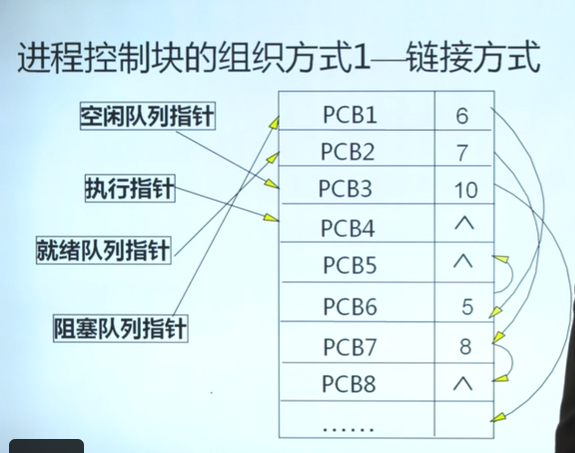 进程控制块的组织方式1—链接方式
空闲队列指针
执行指针
就绪队列指针
阻塞队列指针
PCB1 6
PCB2 7
PCB3 10
PCB4 ^
PCB5 ^
PCB6 5
PCB7 8
PCB8 ^
……